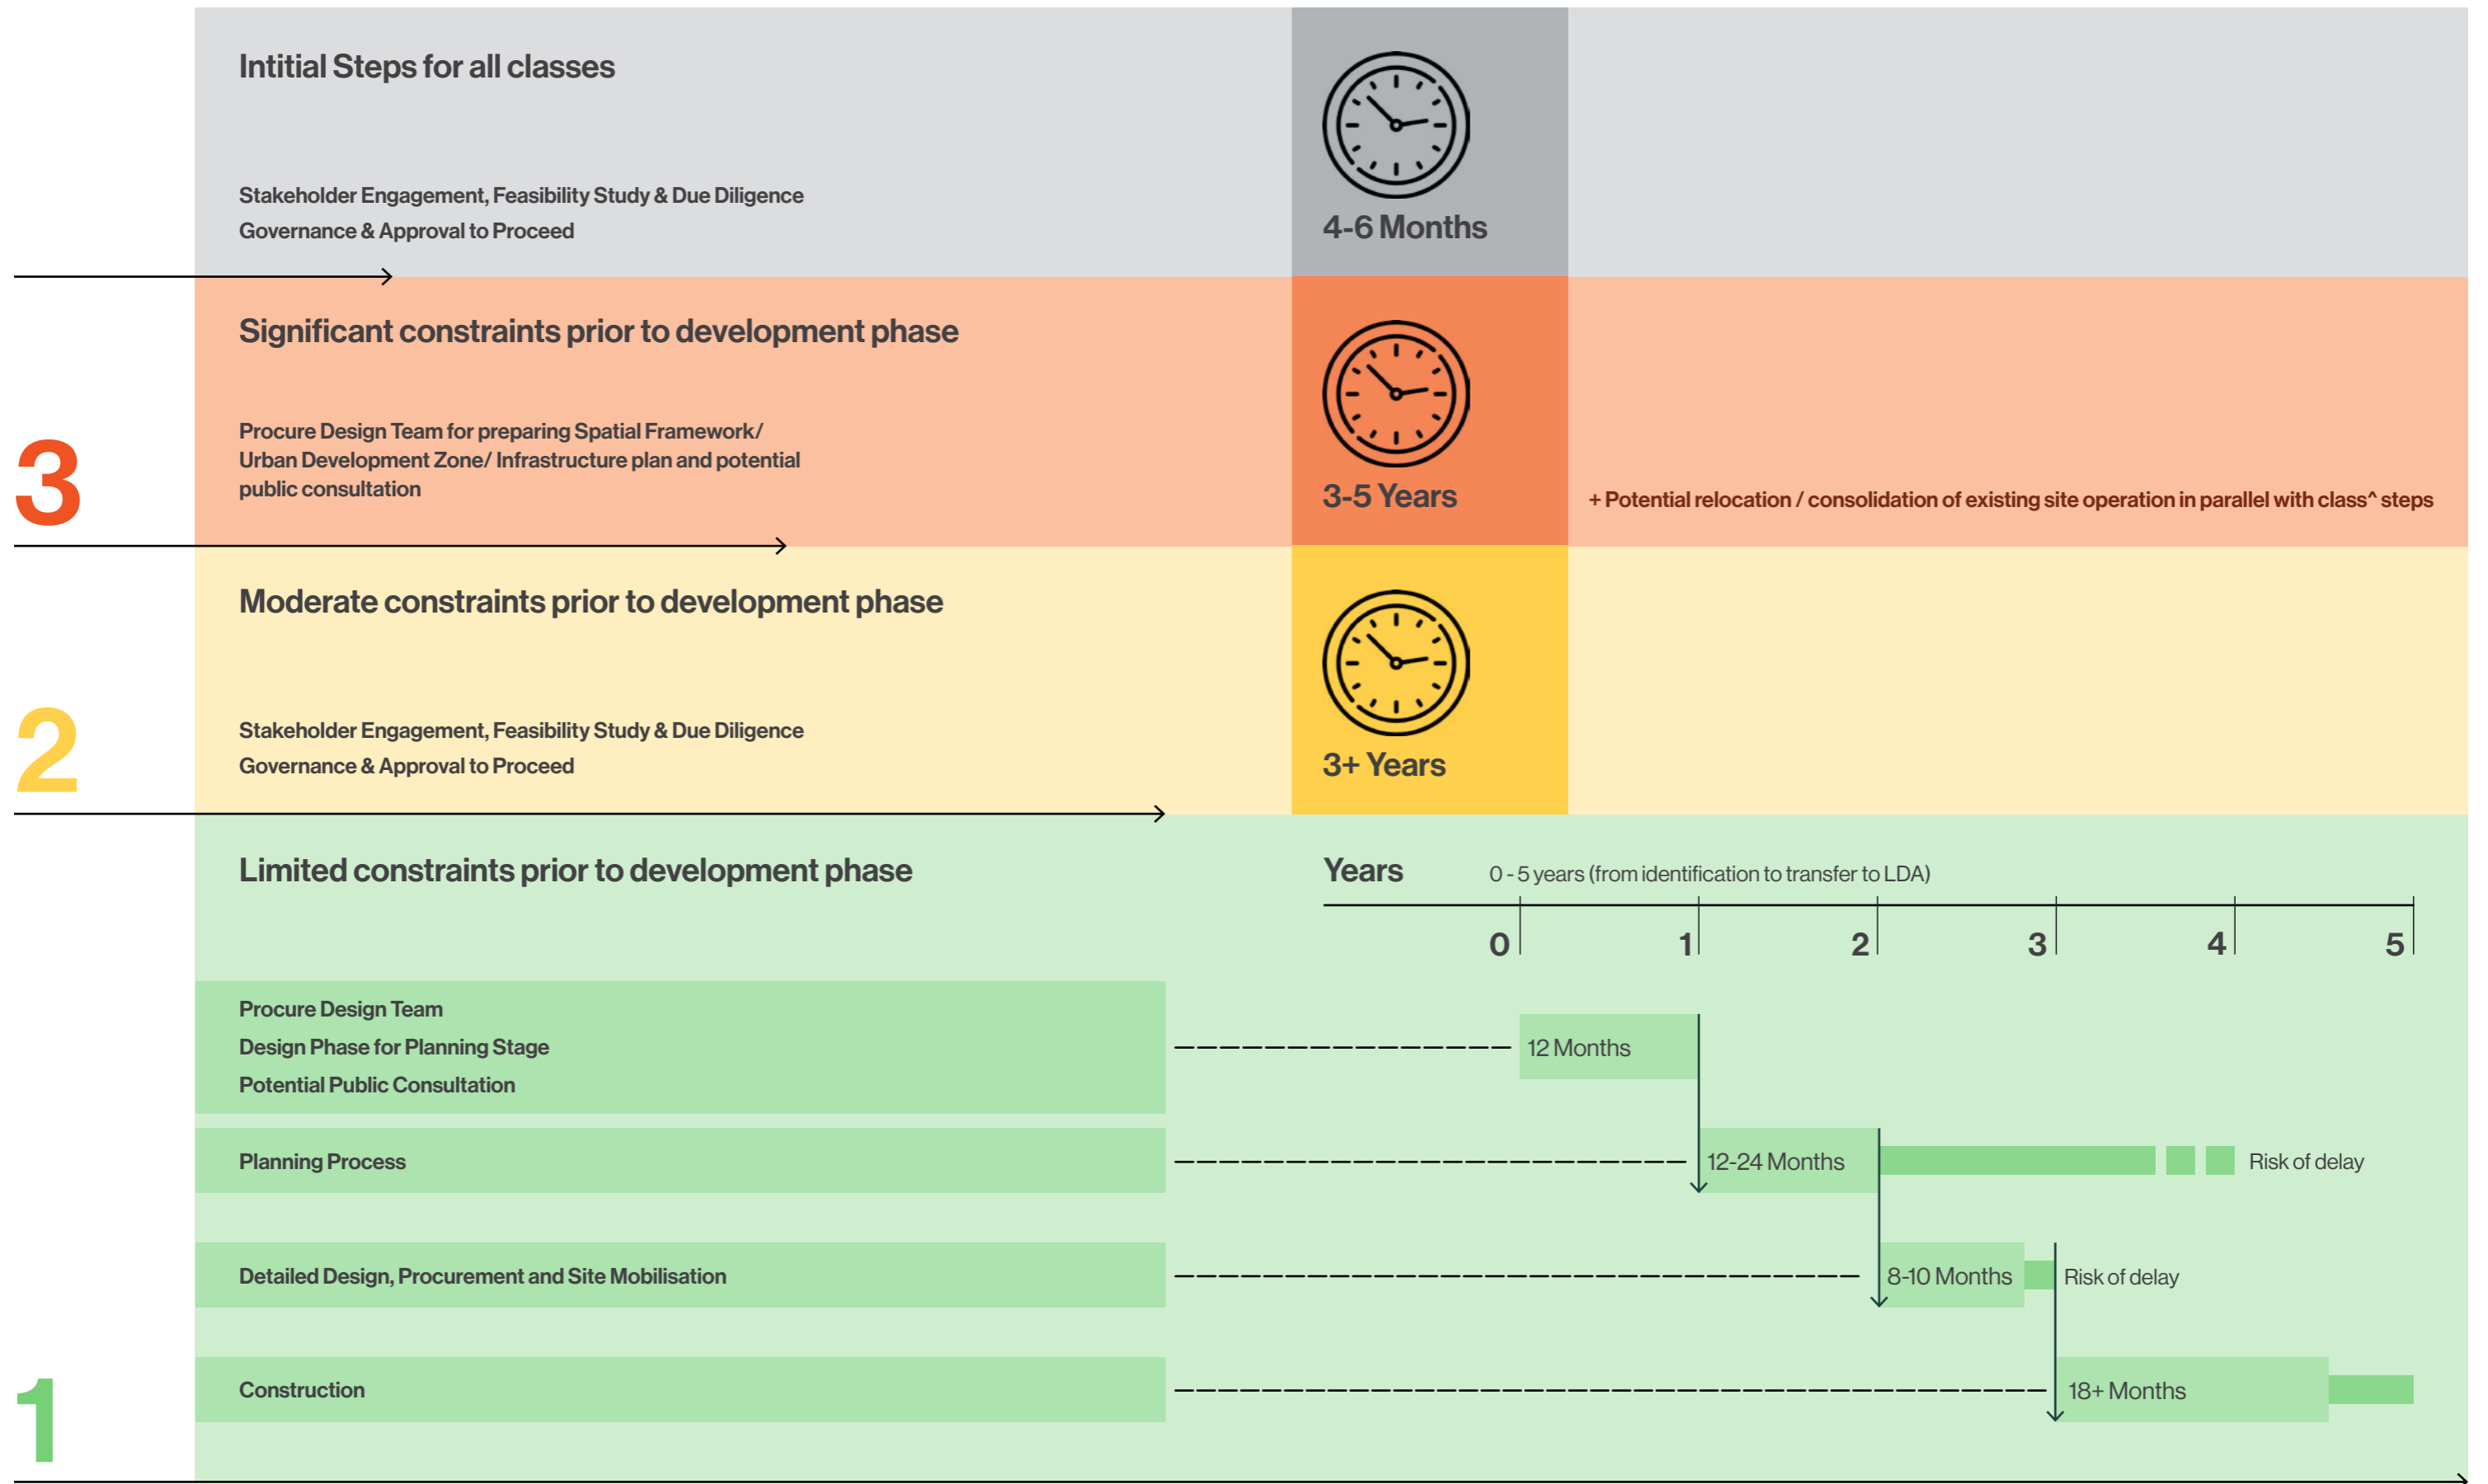 Intitial Steps for all classes
Stakeholder Engagement, Feasibility Study & Due Diligence
Governance & Approval to Proceed
4-6 Months
3
Significant constraints prior to development phase
Procure Design Team for preparing Spatial Framework/
Urban Development Zone/ Infrastructure plan and potential
public consultation
3-5 Years
+ Potential relocation / consolidation of existing site operation in parallel with class^ steps
2
Moderate constraints prior to development phase
Stakeholder Engagement, Feasibility Study & Due Diligence
Governance & Approval to Proceed
3+ Years
1
Limited constraints prior to development phase
Years 0 - 5 years (from identification to transfer to LDA)
0 1 2 3 4 5
Procure Design Team
Design Phase for Planning Stage
Potential Public Consultation
12 Months
Planning Process
12-24 Months
Risk of delay
Detailed Design, Procurement and Site Mobilisation
8-10 Months
Risk of delay
Construction
18+ Months